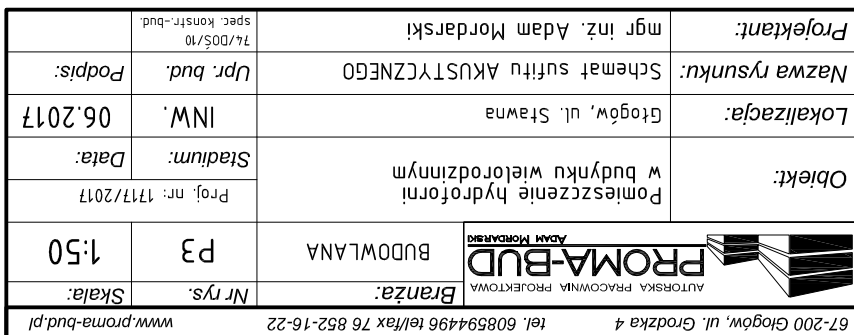 67-200 Głogów, ul. Grodzka 4 tel. 608594496 tel/fax 76 852-16-22 www.proma-bud.pl
AUTORSKA PRACOWNIA PROJEKTOWA
PROMA-BUD
ADAM MORDARSKI
Branża: Nr rys. Skala:
BUDOWLANA P3 1:50
Obiekt: Pomieszczenie hydroforni
w budynku wielorodzinnym
Proj. nr: 1717/2017
Stadium: Data:
Lokalizacja: Głogów, ul. Stawna INW. 06.2017
Nazwa rysunku: Schemat sufitu AKUSTYCZNEGO Upr. bud. Podpis:
Projektant: mgr inż. Adam Mordarski 74/DOŚ/10
spec. konstr.-bud.